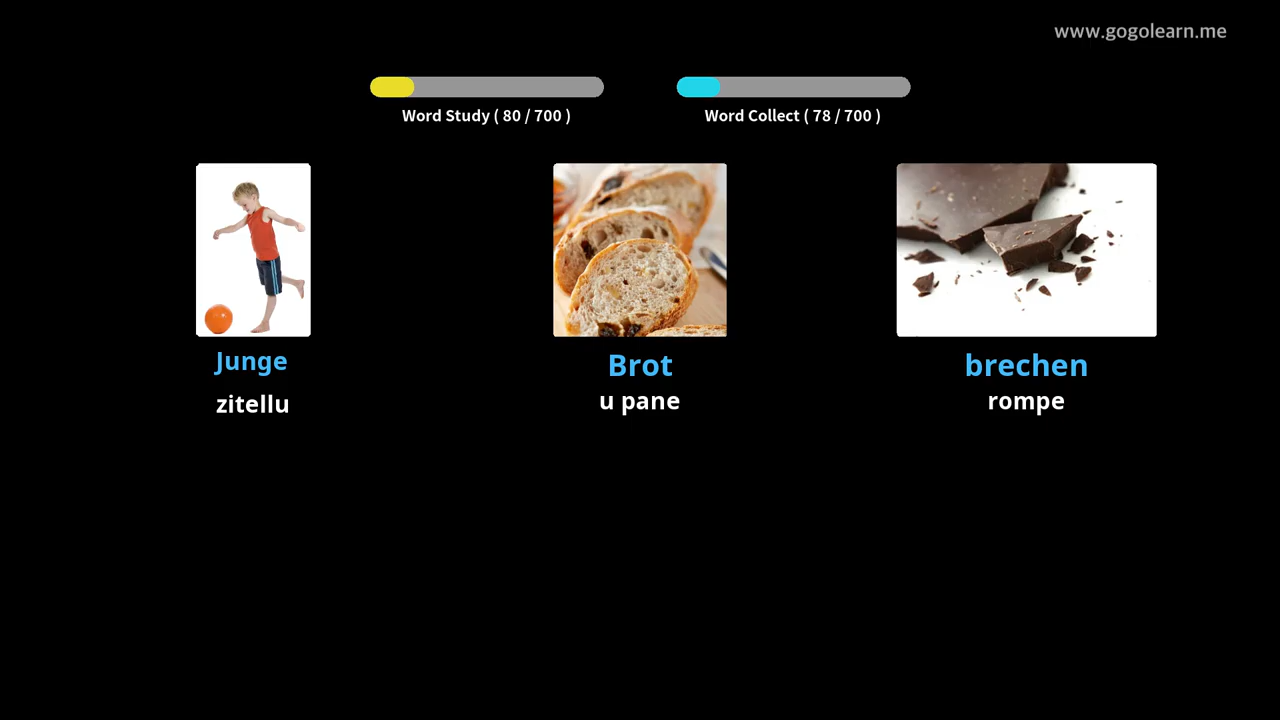 www.gogolearn.me
Word Study ( 80 / 700 )
Word Collect ( 78 / 700 )
Junge
zitellu
Brot
u pane
brechen
rompe